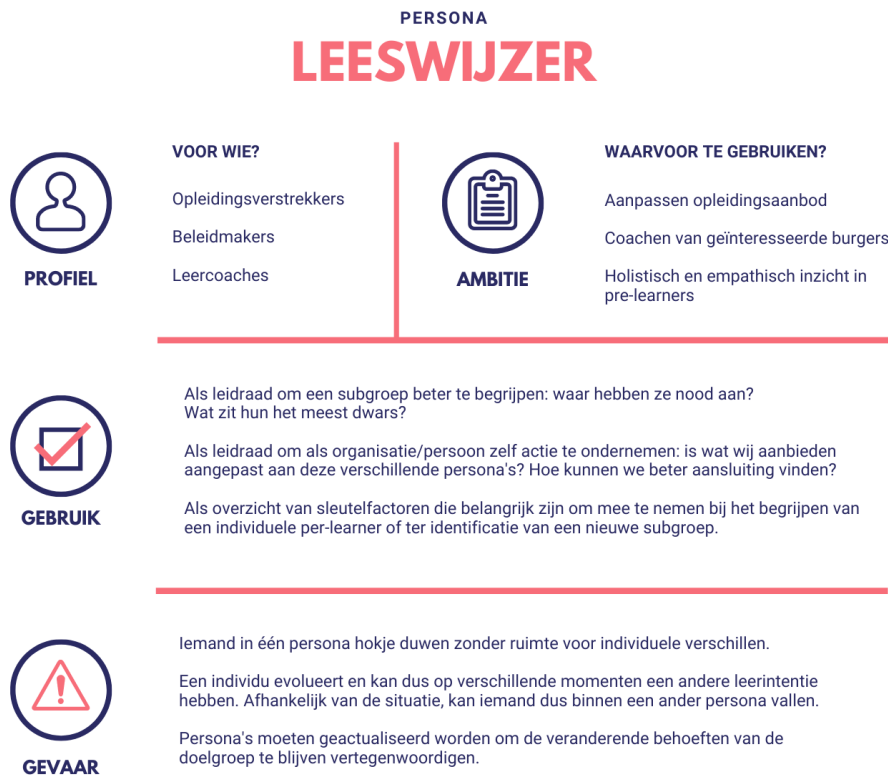 PERSONA
LEESWIJZER
VOOR WIE?
Opleidingsverstrekkers
Beleidmakers
Leercoaches
PROFIEL
WAARVOOR TE GEBRUIKEN?
Aanpassen opleidingsaanbod
Coachen van geïnteresseerde burgers
Holistisch en empathisch inzicht in
pre-learners
AMBITIE
Als leidraad om een subgroep beter te begrijpen: waar hebben ze nood aan?
Wat zit hun het meest dwars?
Als leidraad om als organisatie/persoon zelf actie te ondernemen: is wat wij aanbieden
aangepast aan deze verschillende persona's? Hoe kunnen we beter aansluiting vinden?
Als overzicht van sleutelfactoren die belangrijk zijn om mee te nemen bij het begrijpen van
een individuele per-learner of ter identificatie van een nieuwe subgroep.
GEBRUIK
Iemand in één persona hokje duwen zonder ruimte voor individuele verschillen.
Een individu evolueert en kan dus op verschillende momenten een andere leerintentie
hebben. Afhankelijk van de situatie, kan iemand dus binnen een ander persona vallen.
Persona's moeten geactualiseerd worden om de veranderende behoeften van de
doelgroep te blijven vertegenwoordigen.
GEVAAR